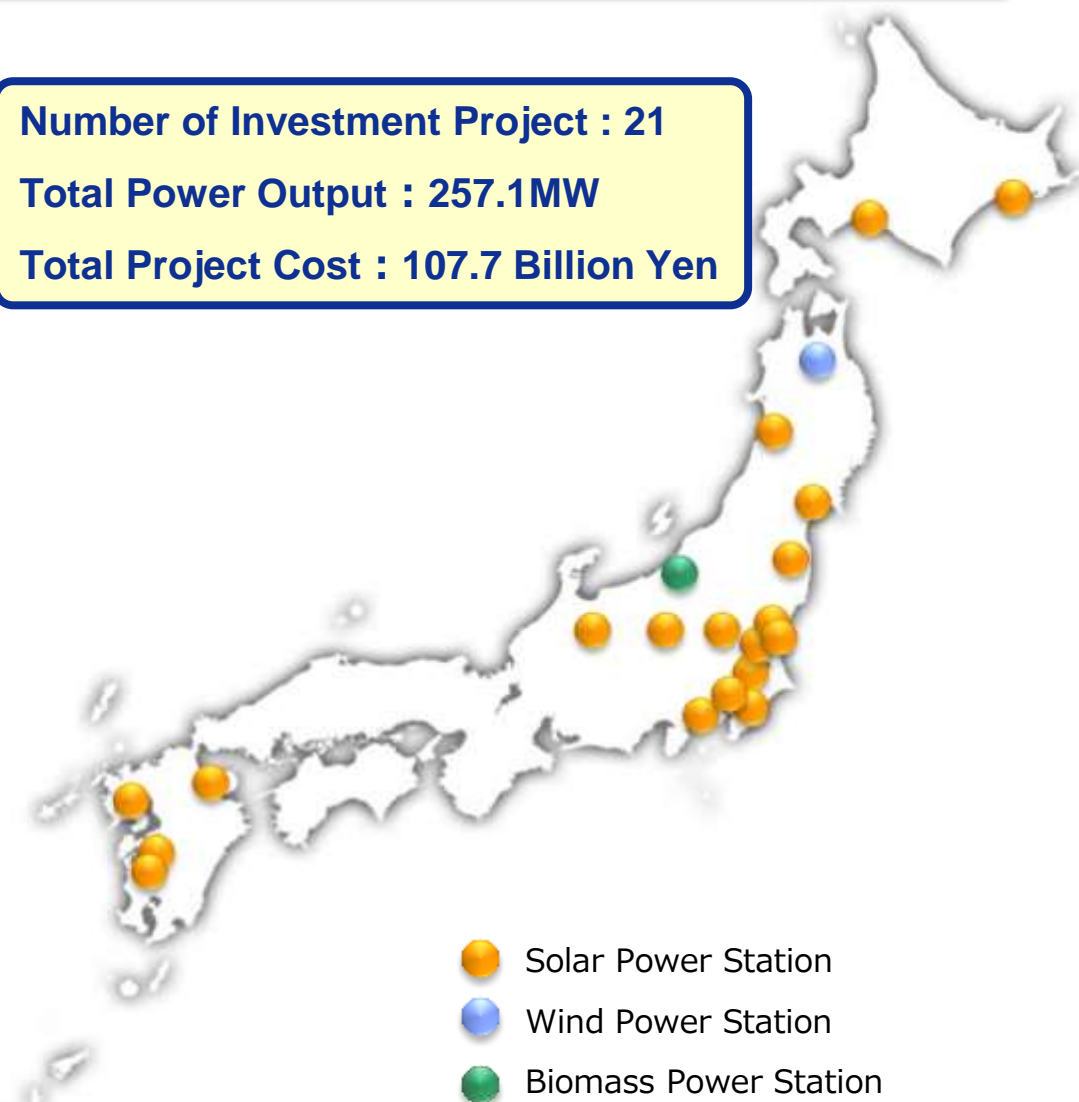 Number of Investment Project : 21
Total Power Output：257.1MW
Total Project Cost：107.7 Billion Yen
Solar Power Station
Wind Power Station
Biomass Power Station